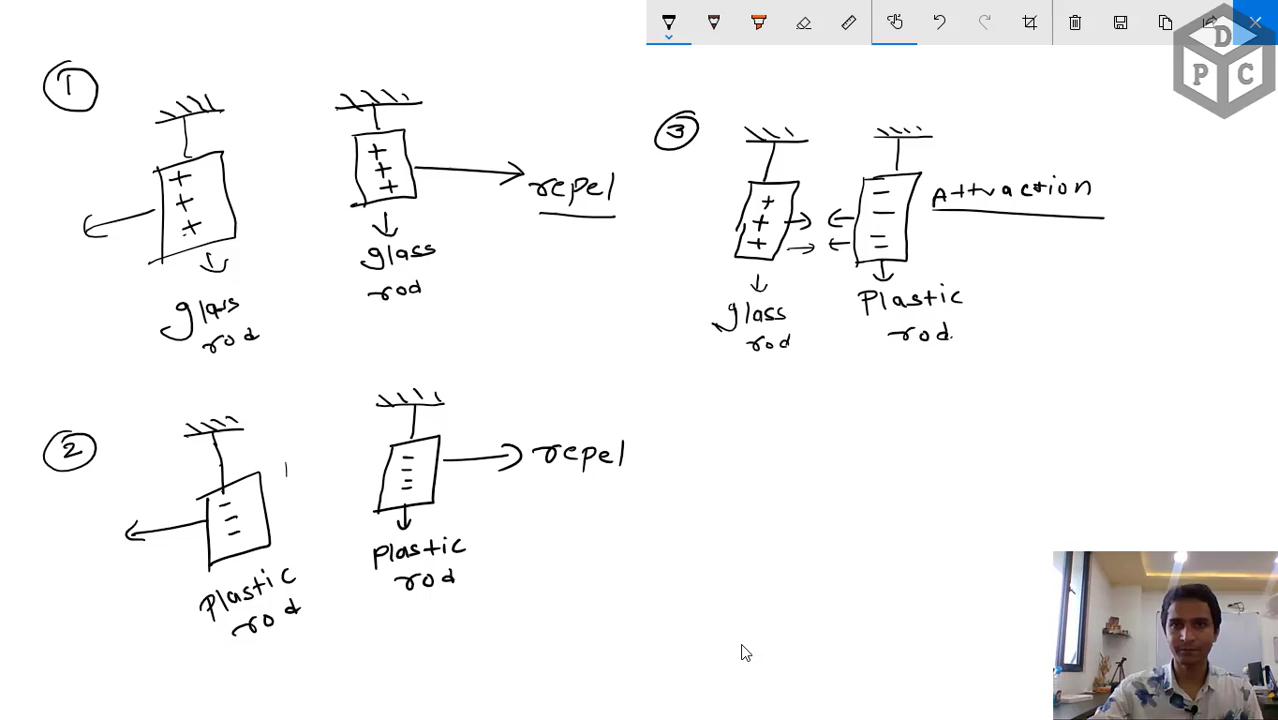 1
+
+
+
glass
rod
+
+
+
glass
rod
repel
2
Plastic
rod
Plastic
rod
repel
3
+
+
+
glass
rod
Plastic
rod
Attraction
D
P C